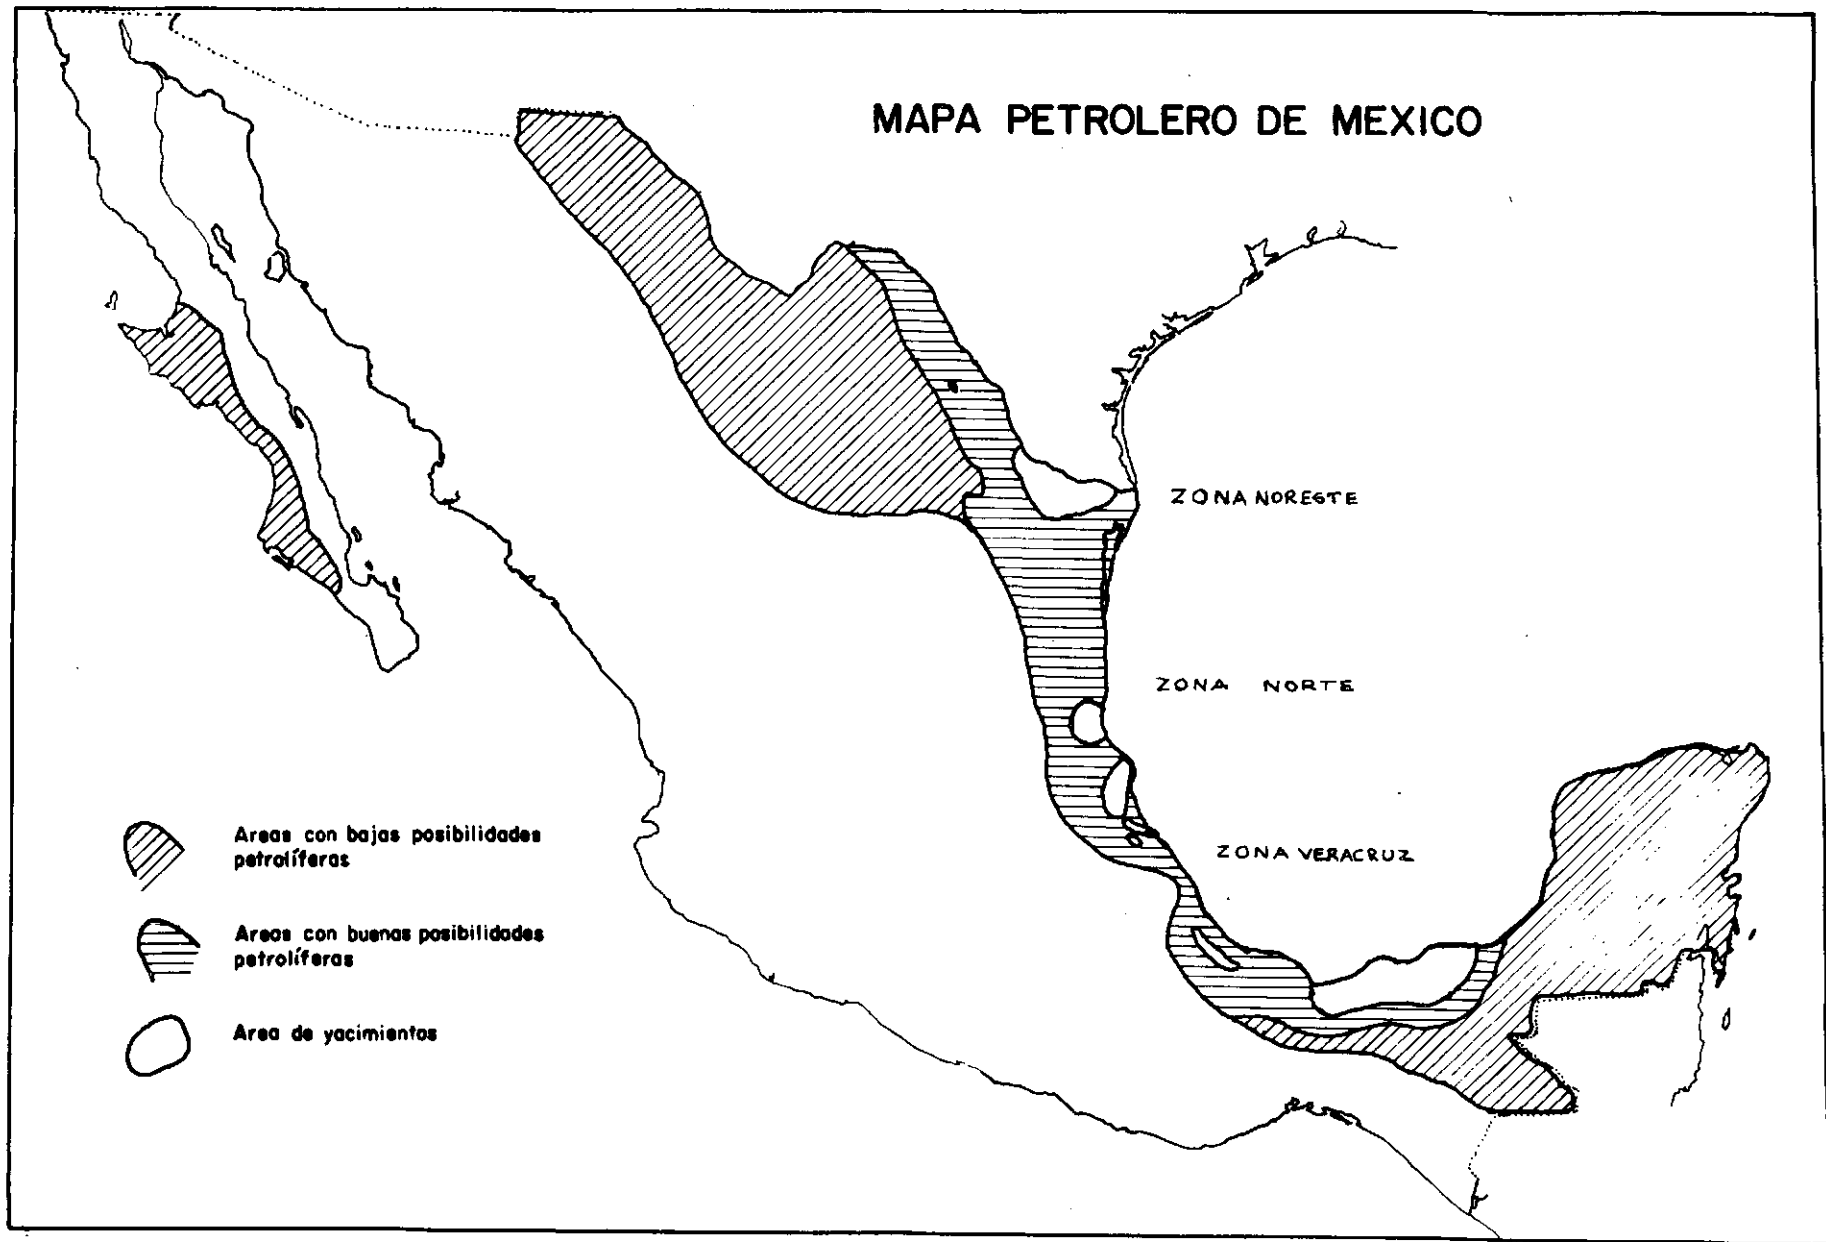 MAPA PETROLERO DE MEXICO
ZONA NORESTE
ZONA NORTE
ZONA VERACRUZ
Areas con bajas posibilidades
petrolíferas
Areas con buenas posibilidades
petrolíferas
Area de yacimientos